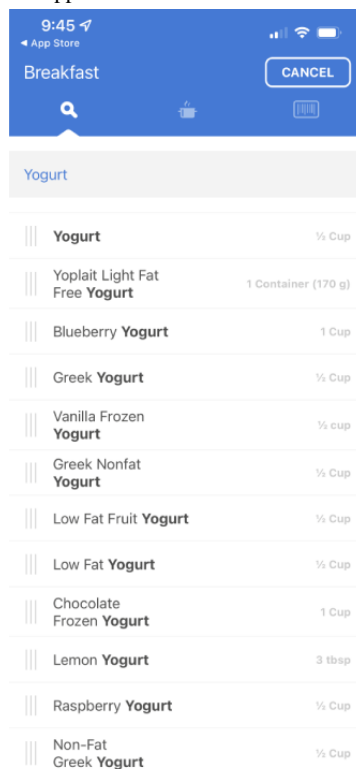 9:45
◀ App Store
Breakfast
CANCEL
Yogurt
Yogurt ½ Cup
Yoplait Light Fat
Free Yogurt 1 Container (170 g)
Blueberry Yogurt 1 Cup
Greek Yogurt ½ Cup
Vanilla Frozen
Yogurt ½ cup
Greek Nonfat
Yogurt ½ Cup
Low Fat Fruit Yogurt ½ Cup
Low Fat Yogurt ½ Cup
Chocolate
Frozen Yogurt 1 Cup
Lemon Yogurt 3 tbsp
Raspberry Yogurt ½ Cup
Non-Fat
Greek Yogurt ½ Cup